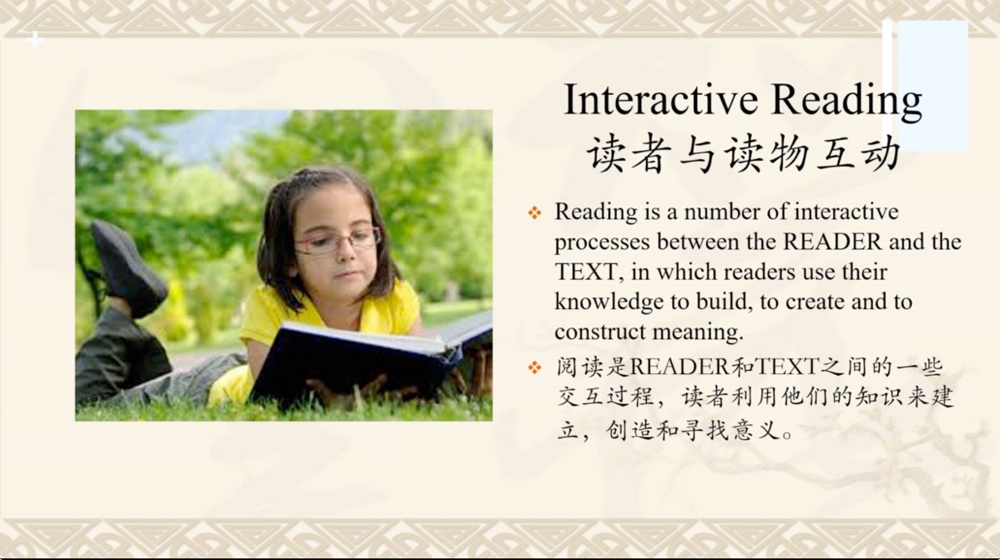 Interactive Reading
读者与读物互动
Reading is a number of interactive
processes between the READER and the
TEXT, in which readers use their
knowledge to build, to create and to
construct meaning.
阅读是READER和TEXT之间的一些
交互过程，读者利用他们的知识来建
立，创造和寻找意义。